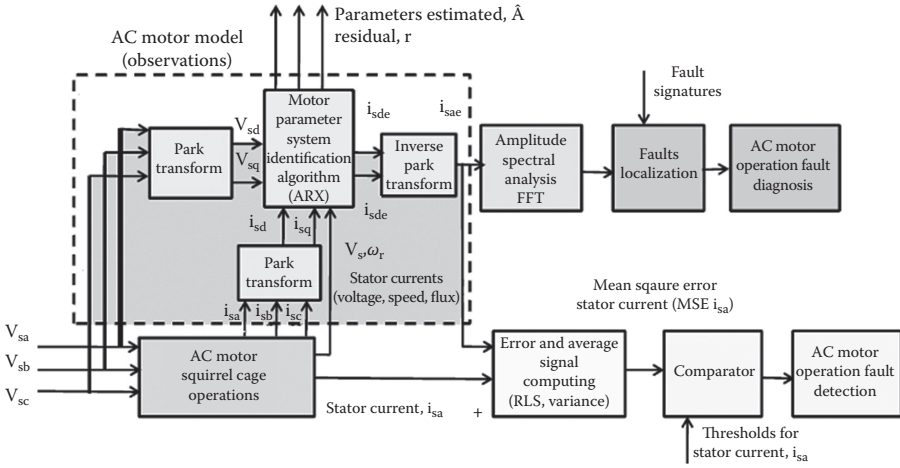 Parameters estimated, Â
residual, r
AC motor model
(observations)
Fault
signatures
Motor
parameter
system
identification
algorithm
(ARX)
i_sde
i_sae
V_sd
V_sq
Park
transform
Inverse
park
transform
i_sde
Amplitude
spectral
analysis
FFT
Faults
localization
AC motor
operation fault
diagnosis
i_sd
i_sq
V_s,ω_r
Park
transform
Stator currents
(voltage, speed, flux)
i_sa
i_sb
i_sc
Mean sqaure error
stator current (MSE i_sa)
V_sa
V_sb
V_sc
AC motor
squirrel cage
operations
Error and average
signal
computing
(RLS, variance)
Comparator
AC motor
operation fault
detection
Stator current, i_sa
+
Thresholds for
stator current, i_sa